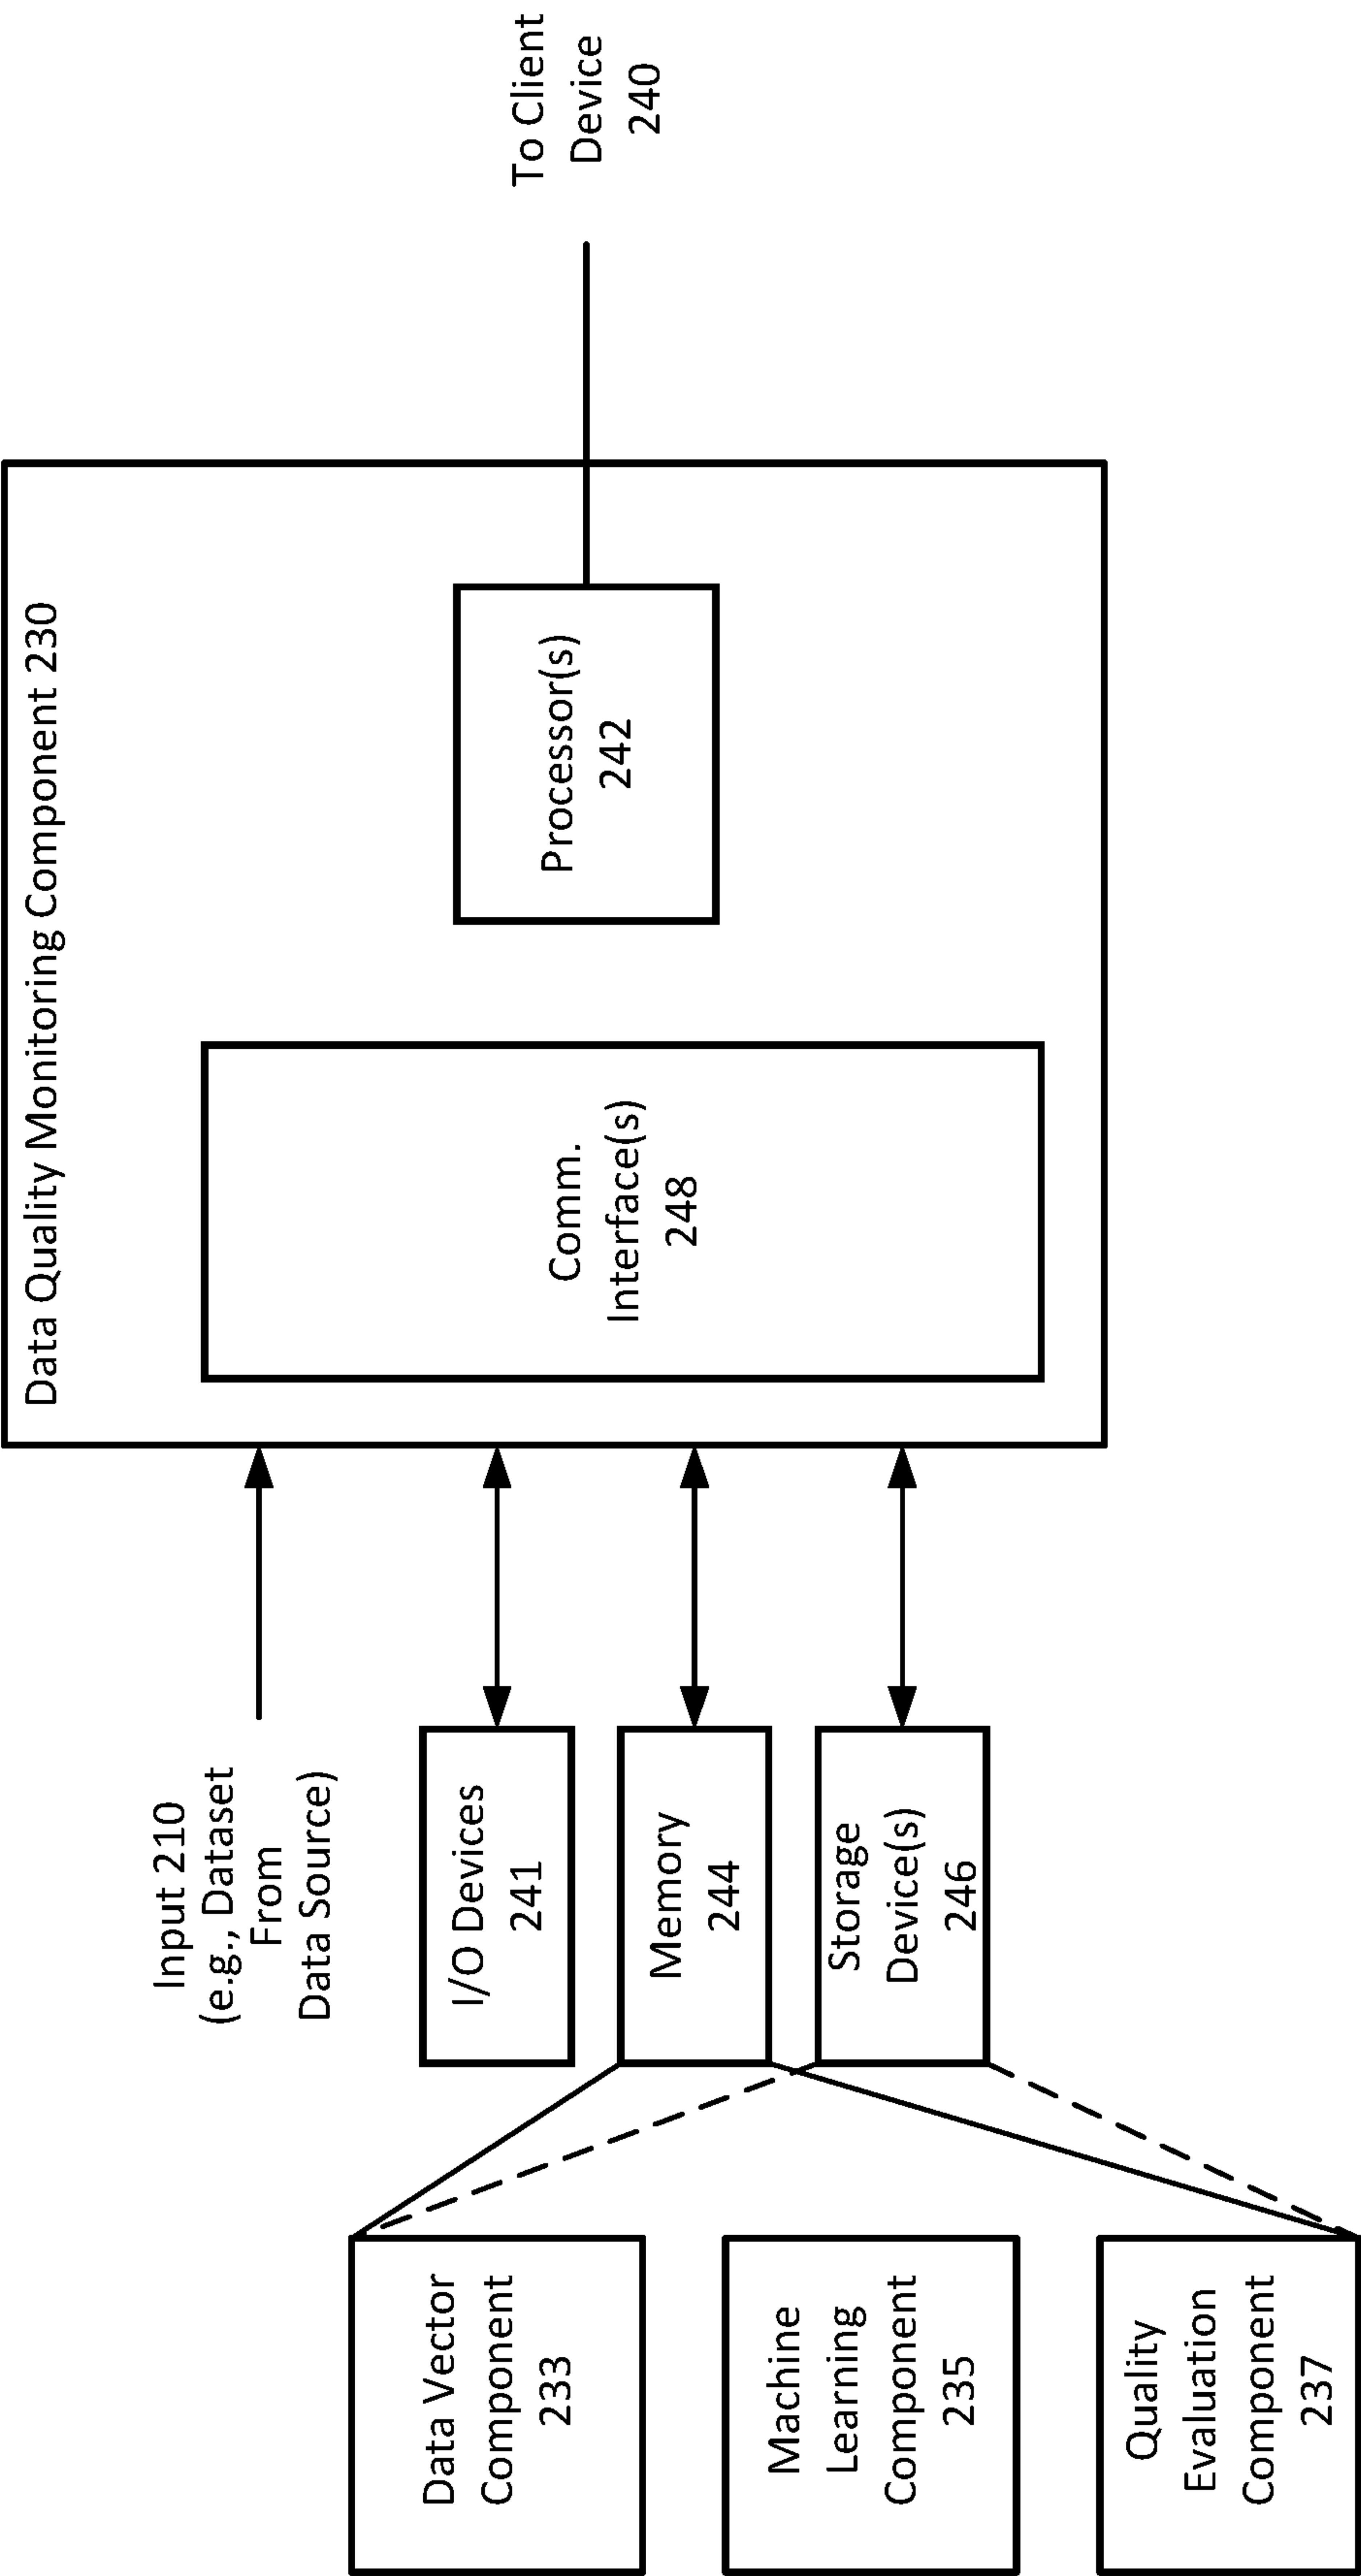 Data Quality Monitoring Component 230
Input 210
(e.g., Dataset
From
Data Source)
Comm.
Interface(s)
248
Processor(s)
242
To Client
Device
240
I/O Devices
241
Memory
244
Storage
Device(s)
246
Data Vector
Component
233
Machine
Learning
Component
235
Quality
Evaluation
Component
237